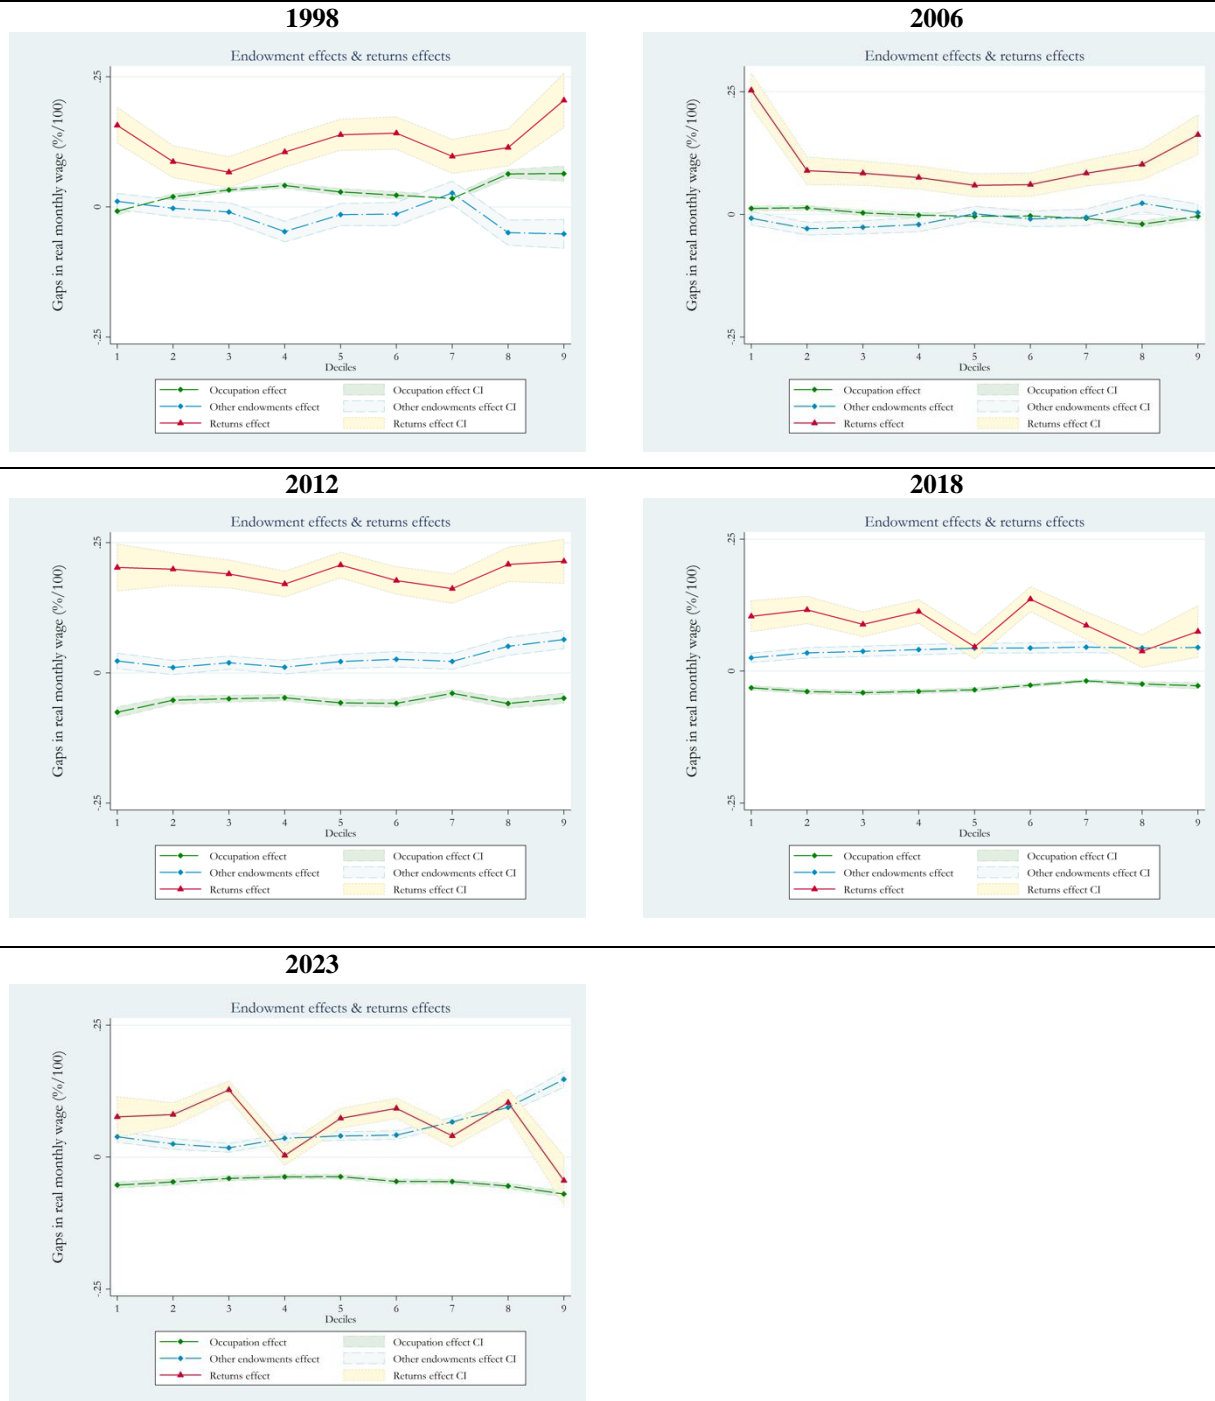 1998
Endowment effects & returns effects
Gaps in real monthly wage (%/100)
.25
0
-.25
1 2 3 4 5 6 7 8 9
Deciles
Occupation effect Occupation effect CI
Other endowments effect Other endowments effect CI
Returns effect Returns effect CI
2006
Endowment effects & returns effects
Gaps in real monthly wage (%/100)
.25
0
-.25
1 2 3 4 5 6 7 8 9
Deciles
Occupation effect Occupation effect CI
Other endowments effect Other endowments effect CI
Returns effect Returns effect CI
2012
Endowment effects & returns effects
Gaps in real monthly wage (%/100)
.25
0
-.25
1 2 3 4 5 6 7 8 9
Deciles
Occupation effect Occupation effect CI
Other endowments effect Other endowments effect CI
Returns effect Returns effect CI
2018
Endowment effects & returns effects
Gaps in real monthly wage (%/100)
.25
0
-.25
1 2 3 4 5 6 7 8 9
Deciles
Occupation effect Occupation effect CI
Other endowments effect Other endowments effect CI
Returns effect Returns effect CI
2023
Endowment effects & returns effects
Gaps in real monthly wage (%/100)
.25
0
-.25
1 2 3 4 5 6 7 8 9
Deciles
Occupation effect Occupation effect CI
Other endowments effect Other endowments effect CI
Returns effect Returns effect CI